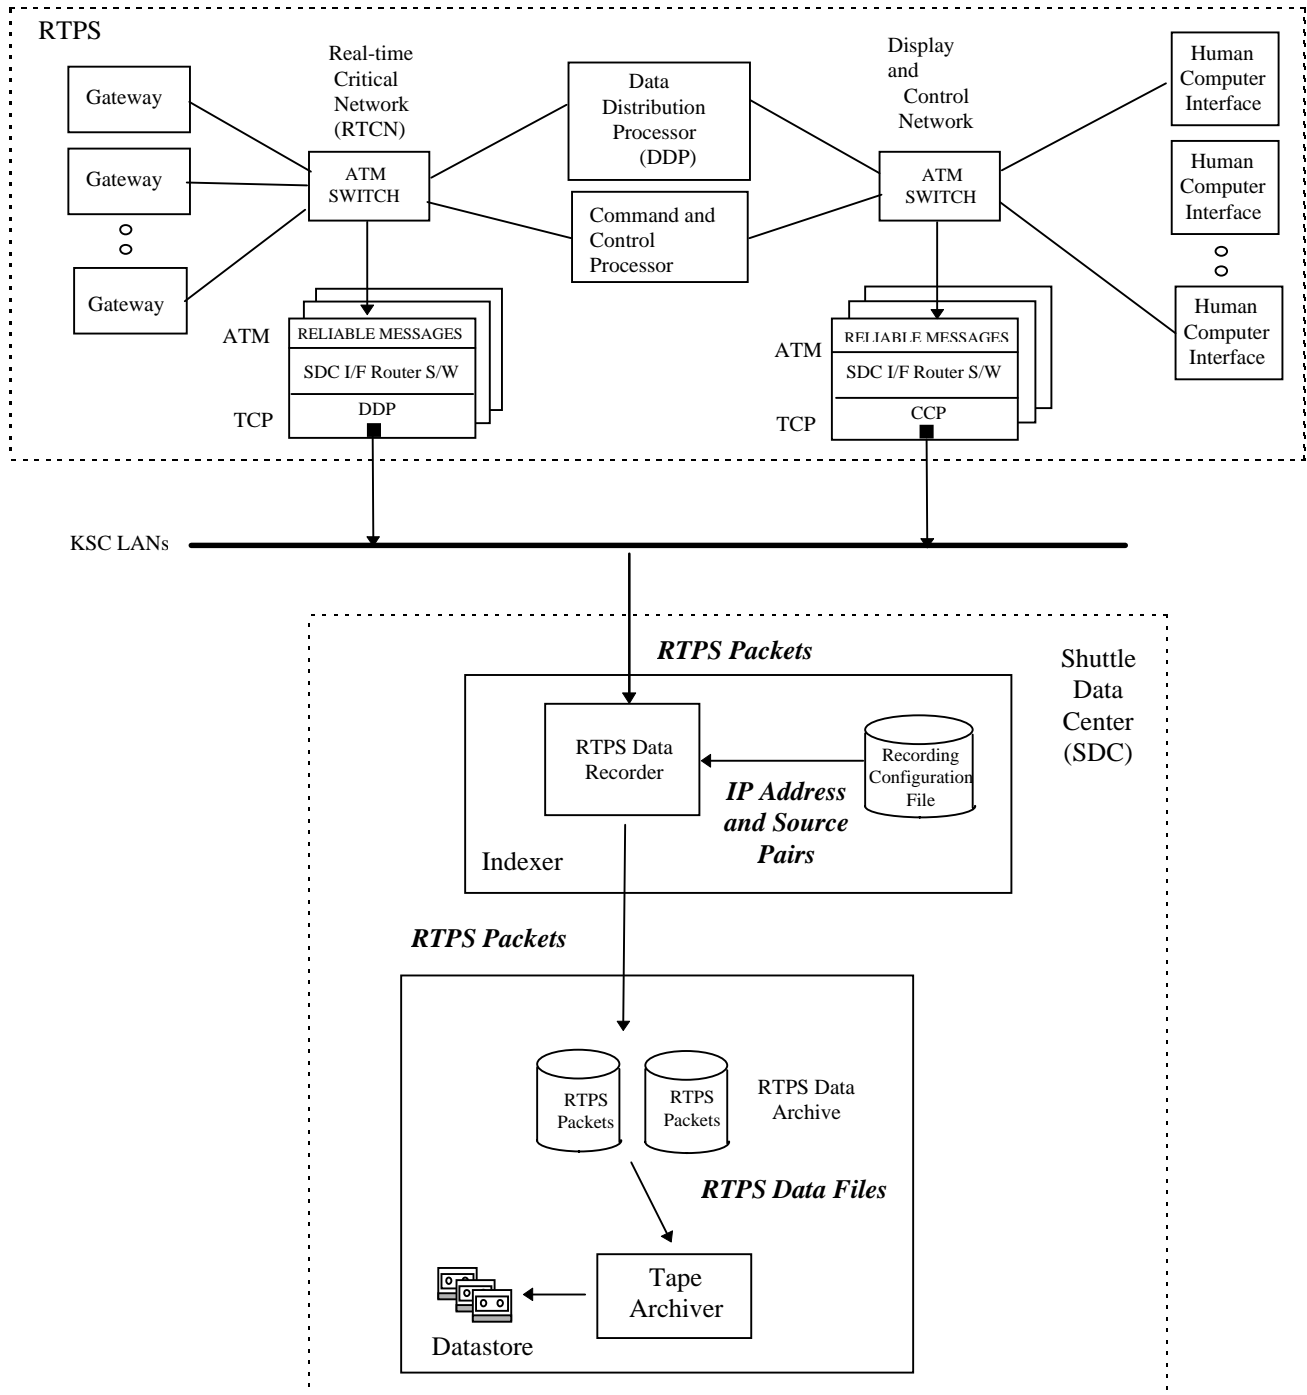 RTPS
Gateway
Gateway
Gateway
Real-time
Critical
Network
(RTCN)
ATM
SWITCH
Data
Distribution
Processor
(DDP)
Command and
Control
Processor
Display
and
Control
Network
ATM
SWITCH
Human
Computer
Interface
Human
Computer
Interface
Human
Computer
Interface
ATM
RELIABLE MESSAGES
SDC I/F Router S/W
TCP
DDP
ATM
RELIABLE MESSAGES
SDC I/F Router S/W
TCP
CCP
KSC LANs
RTPS Packets
Shuttle
Data
Center
(SDC)
RTPS Data
Recorder
Recording
Configuration
File
IP Address
and Source
Pairs
Indexer
RTPS Packets
RTPS
Packets
RTPS
Packets
RTPS Data
Archive
RTPS Data Files
Tape
Archiver
Datastore